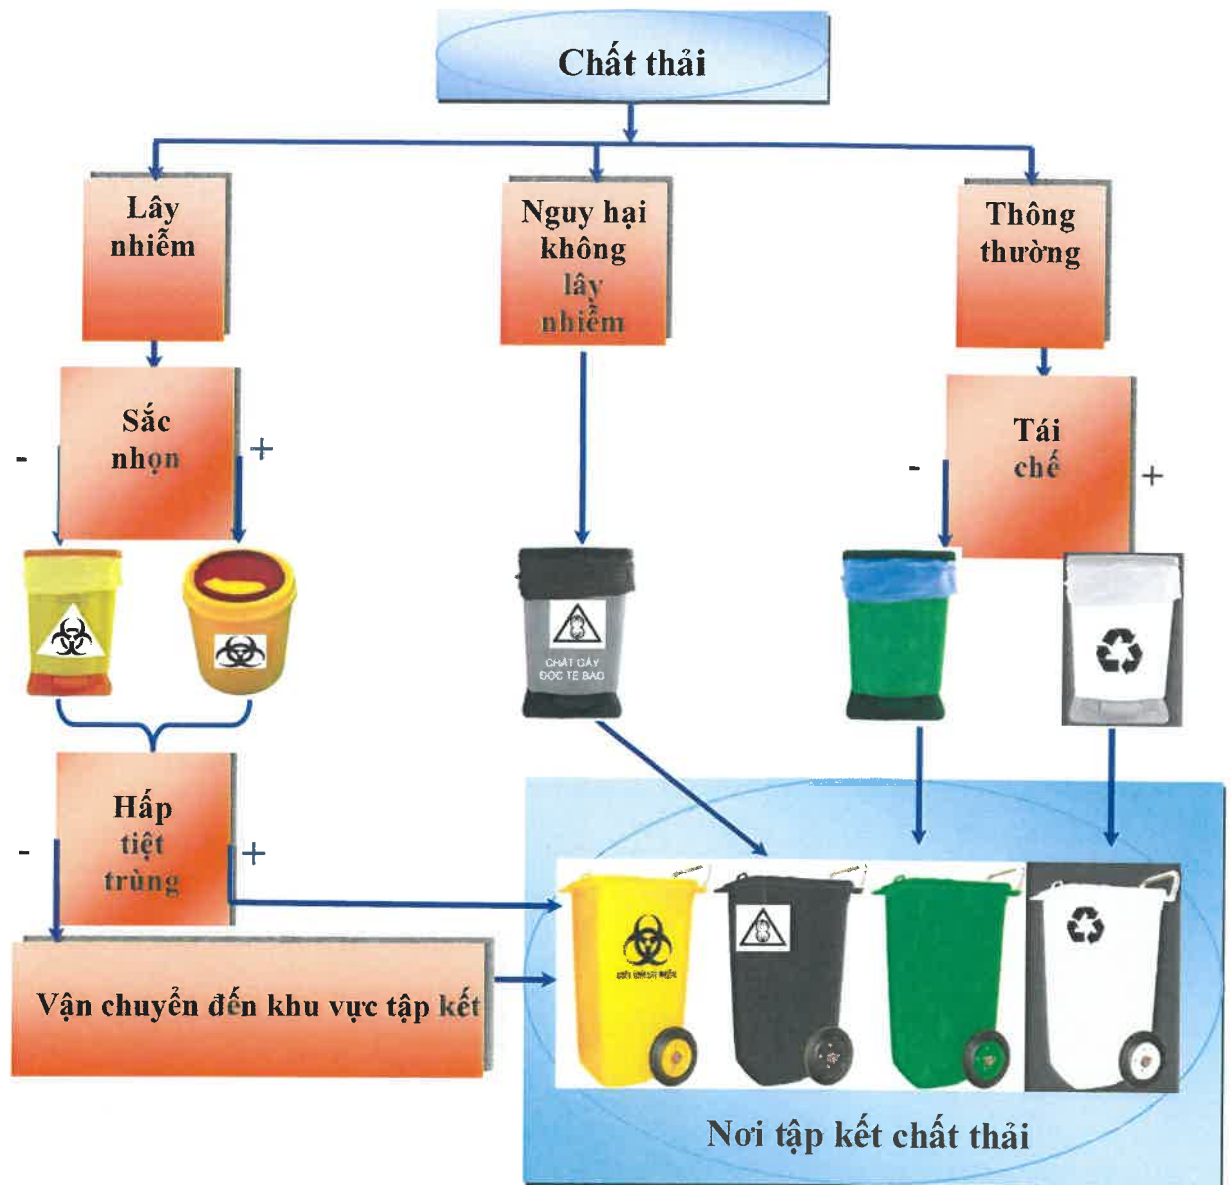 Chất thải
Lây
nhiễm
Nguy hại
không
lây
nhiễm
Thông
thường
Sắc
nhọn
-
+
Tái
chế
-
+
CHẤT GÂY
ĐỘC TẾ BÀO
Hấp
tiệt
trùng
-
+
Vận chuyển đến khu vực tập kết
Nơi tập kết chất thải